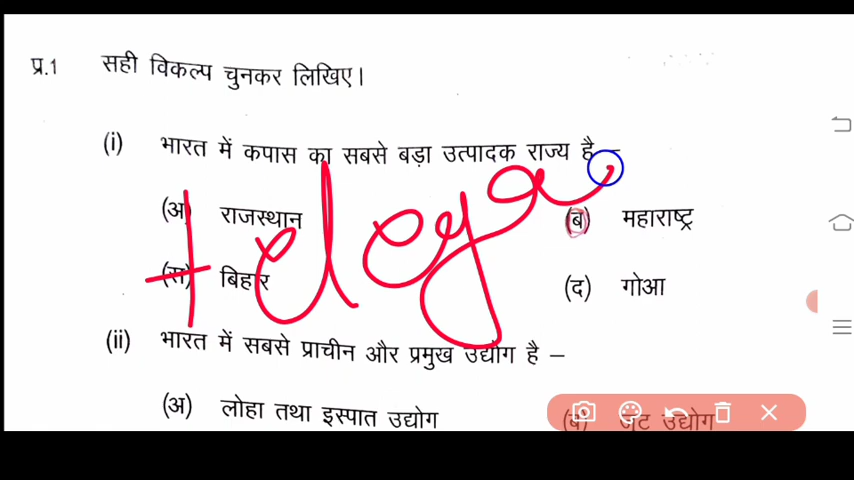 प्र.1 सही विकल्प चुनकर लिखिए।
(i) भारत में कपास का सबसे बड़ा उत्पादक राज्य है –
(अ) राजस्थान (ब) महाराष्ट्र
(स) बिहार (द) गोआ
(ii) भारत में सबसे प्राचीन और प्रमुख उद्योग है –
(अ) लोहा तथा इस्पात उद्योग (ब) जूट उद्योग